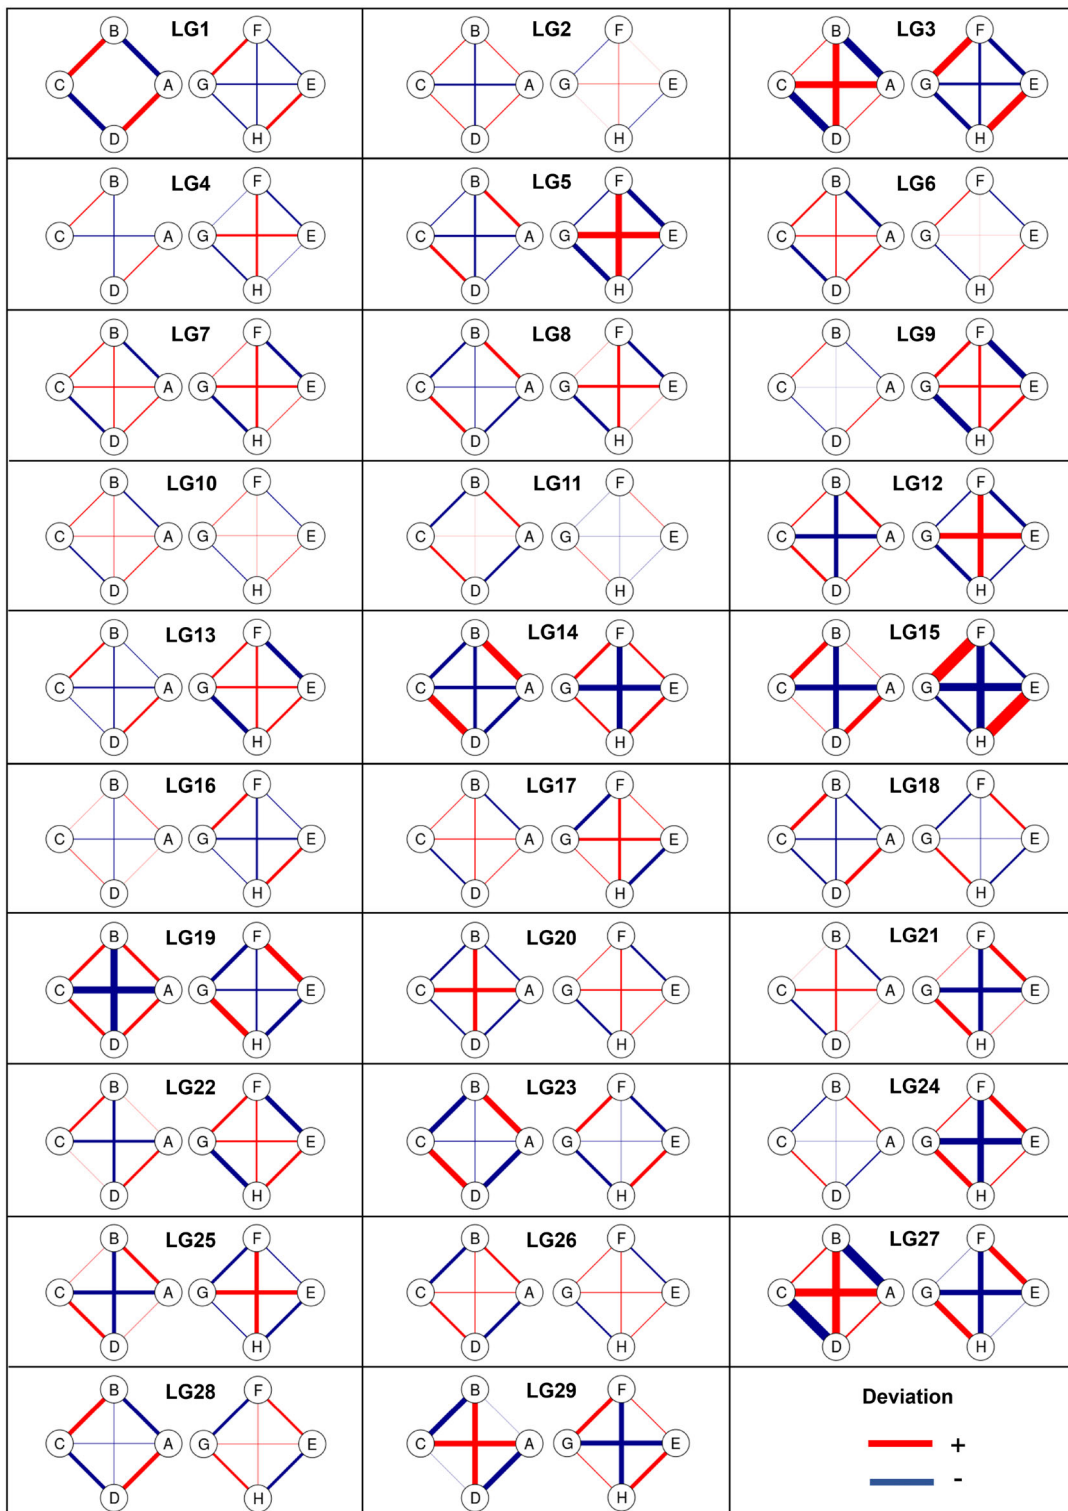 LG1 LG2 LG3
B F B F B F
C A G E C A G E C A G E
D H D H D H
LG4 LG5 LG6
B F B F B F
C A G E C A G E C A G E
D H D H D H
LG7 LG8 LG9
B F B F B F
C A G E C A G E C A G E
D H D H D H
LG10 LG11 LG12
B F B F B F
C A G E C A G E C A G E
D H D H D H
LG13 LG14 LG15
B F B F B F
C A G E C A G E C A G E
D H D H D H
LG16 LG17 LG18
B F B F B F
C A G E C A G E C A G E
D H D H D H
LG19 LG20 LG21
B F B F B F
C A G E C A G E C A G E
D H D H D H
LG22 LG23 LG24
B F B F B F
C A G E C A G E C A G E
D H D H D H
LG25 LG26 LG27
B F B F B F
C A G E C A G E C A G E
D H D H D H
LG28 LG29 Deviation
B F B F
C A G E C A G E +
D H D H -